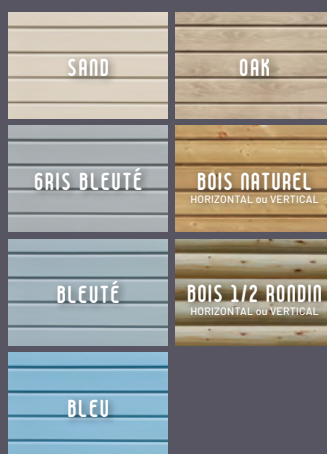 SAND
OAK
GRIS BLEUTÉ
BOIS NATUREL
HORIZONTAL ou VERTICAL
BLEUTÉ
BOIS 1/2 RONDIN
HORIZONTAL ou VERTICAL
BLEU